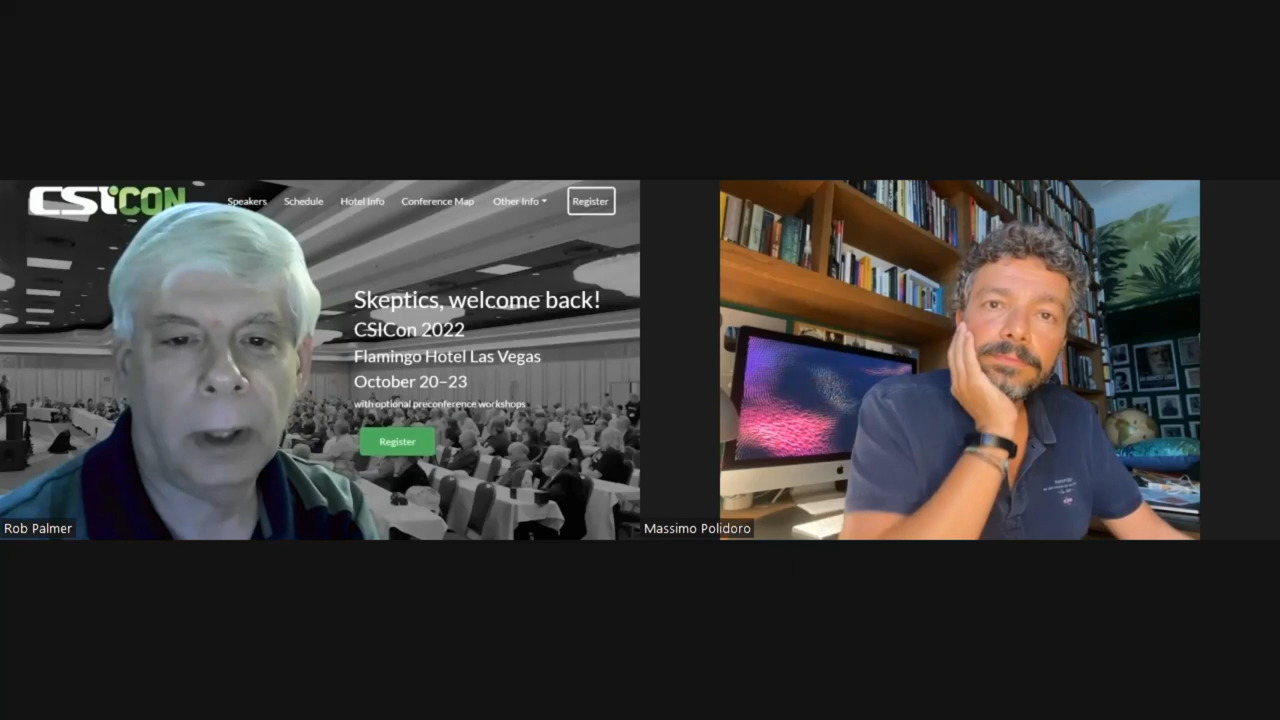 CSICON
Speakers Schedule Hotel Info Conference Map Other Info Register
Skeptics, welcome back!
CSICon 2022
Flamingo Hotel Las Vegas
October 20–23
with optional preconference workshops
Register
Rob Palmer
Massimo Polidoro